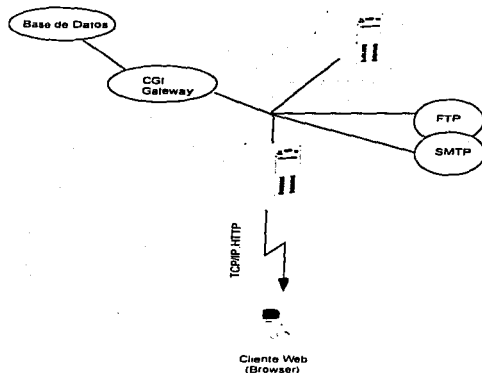 Base de Datos
CGI
Gateway
FTP
SMTP
TCP/IP,HTTP
Cliente Web
(Browser)